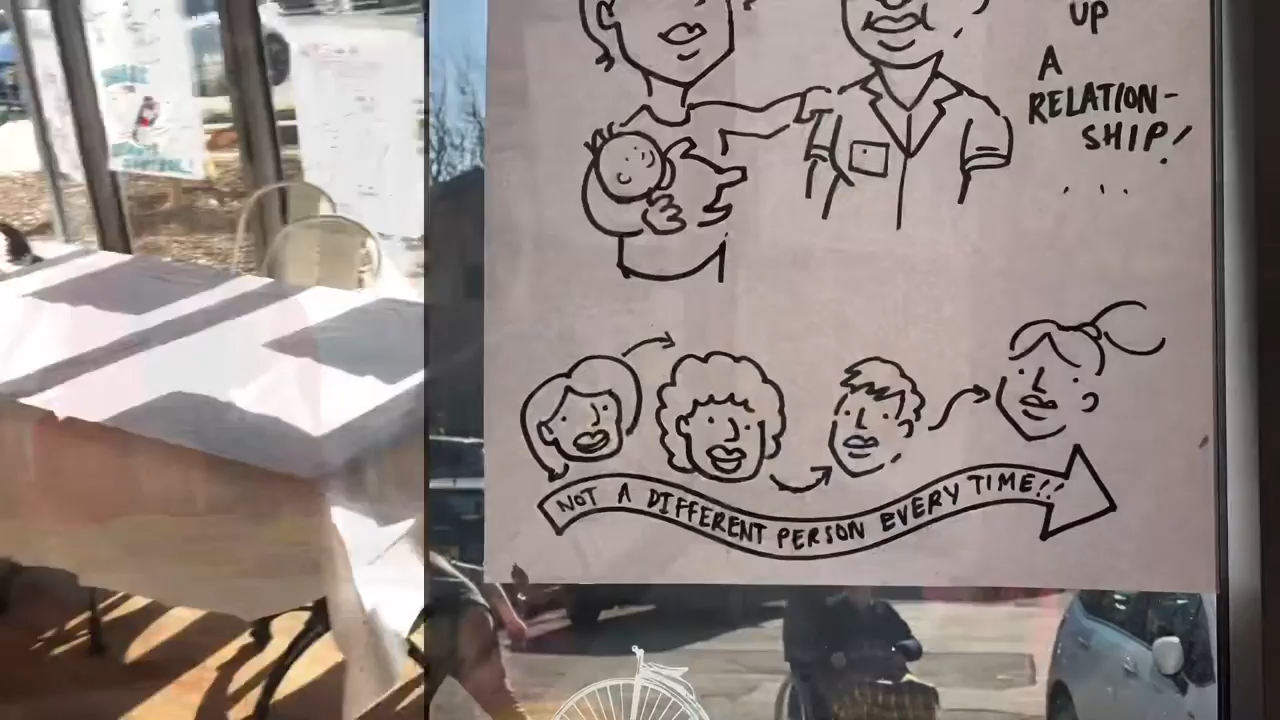 UP
A
RELATION-
SHIP!
...
NOT A DIFFERENT PERSON EVERY TIME!!